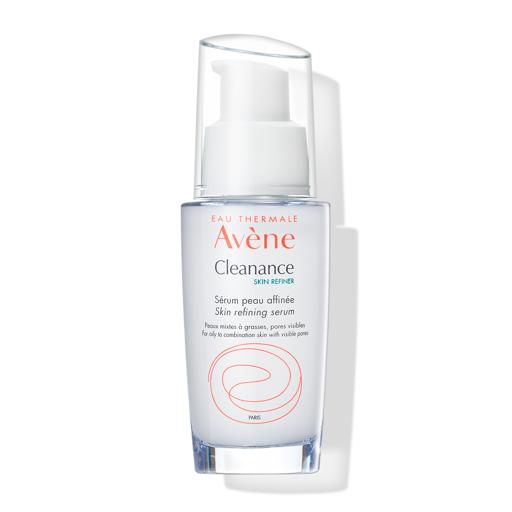 EAU THERMALE
Avène
Cleanance
SKIN REFINER
Sérum peau affinée
Skin refining serum
Peaux mixtes à grasses, pores visibles
For oily to combination skin with visible pores
PARIS